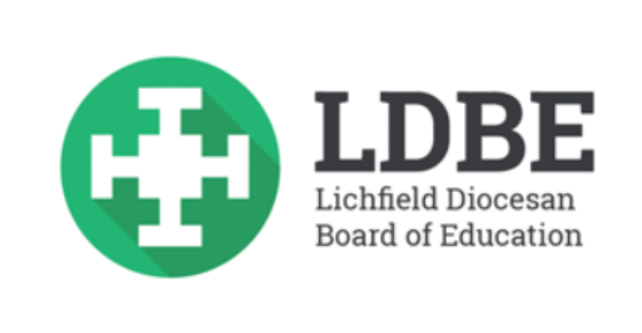 LDBE
Lichfield Diocesan
Board of Education